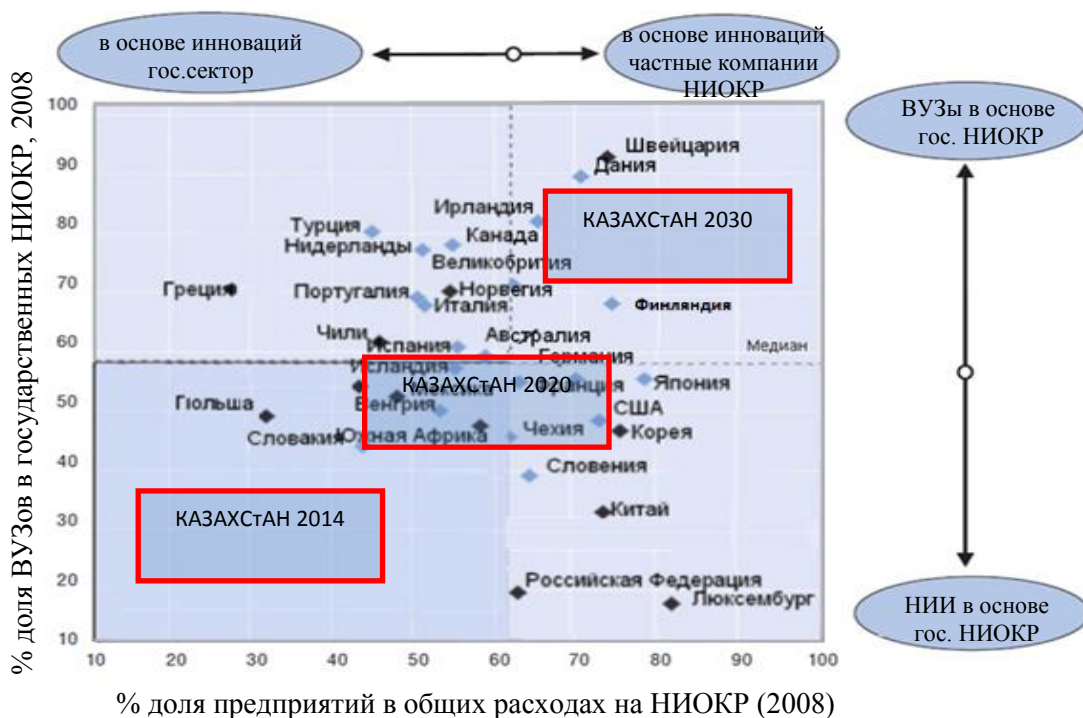 в основе инноваций
гос.сектор
в основе инноваций
частные компании
НИОКР
% доля ВУЗов в государственных НИОКР, 2008
100
90
80
70
60
50
40
30
20
10
Швейцария
Дания
Ирландия
КАЗАХСтАН 2030
Турция
Канада
Нидерланды
Великобрития
Греция
Португалия
Норвегия
Италия
Финляндия
Чили
Австралия
Испания
Германия
Медиан
Исландия
КАЗАХСтАН 2020
Япония
Гюльша
Венгрия
США
Словакия
Южная Африка
Чехия
Корея
Словения
КАЗАХСтАН 2014
Китай
Российская Федерация
Люксембург
10 20 30 40 50 60 70 80 90 100
% доля предприятий в общих расходах на НИОКР (2008)
ВУЗы в основе
гос. НИОКР
НИИ в основе
гос. НИОКР